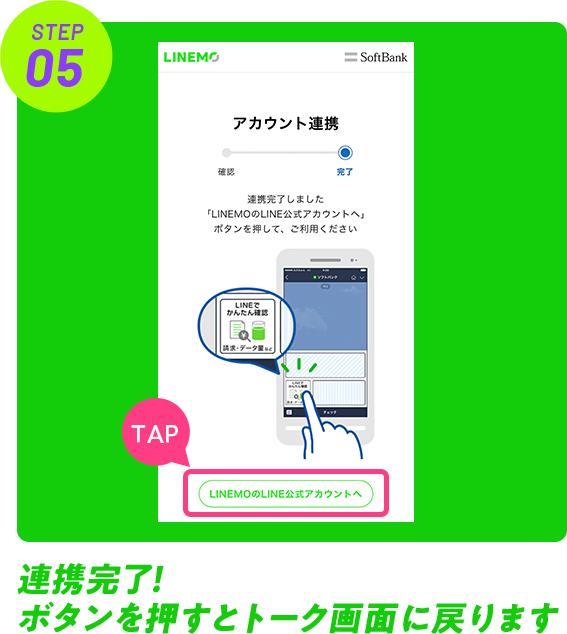 STEP
05
LINEMO
SoftBank
アカウント連携
確認
完了
連携完了しました
「LINEMOのLINE公式アカウントへ」
ボタンを押して、ご利用ください
ソフトバンク
LINEで
かんたん確認
請求・データ量など
LINEで
かんたん確認
チェック
TAP
LINEMOのLINE公式アカウントへ
連携完了!
ボタンを押すとトーク画面に戻ります